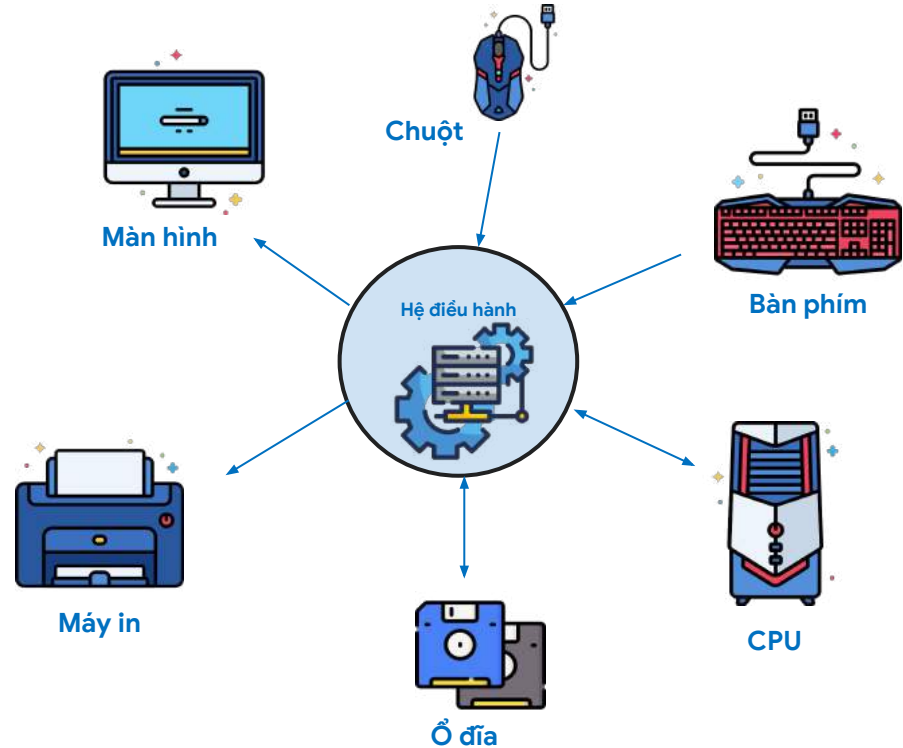 Chuột
Màn hình
Bàn phím
Hệ điều hành
Máy in
CPU
Ổ đĩa